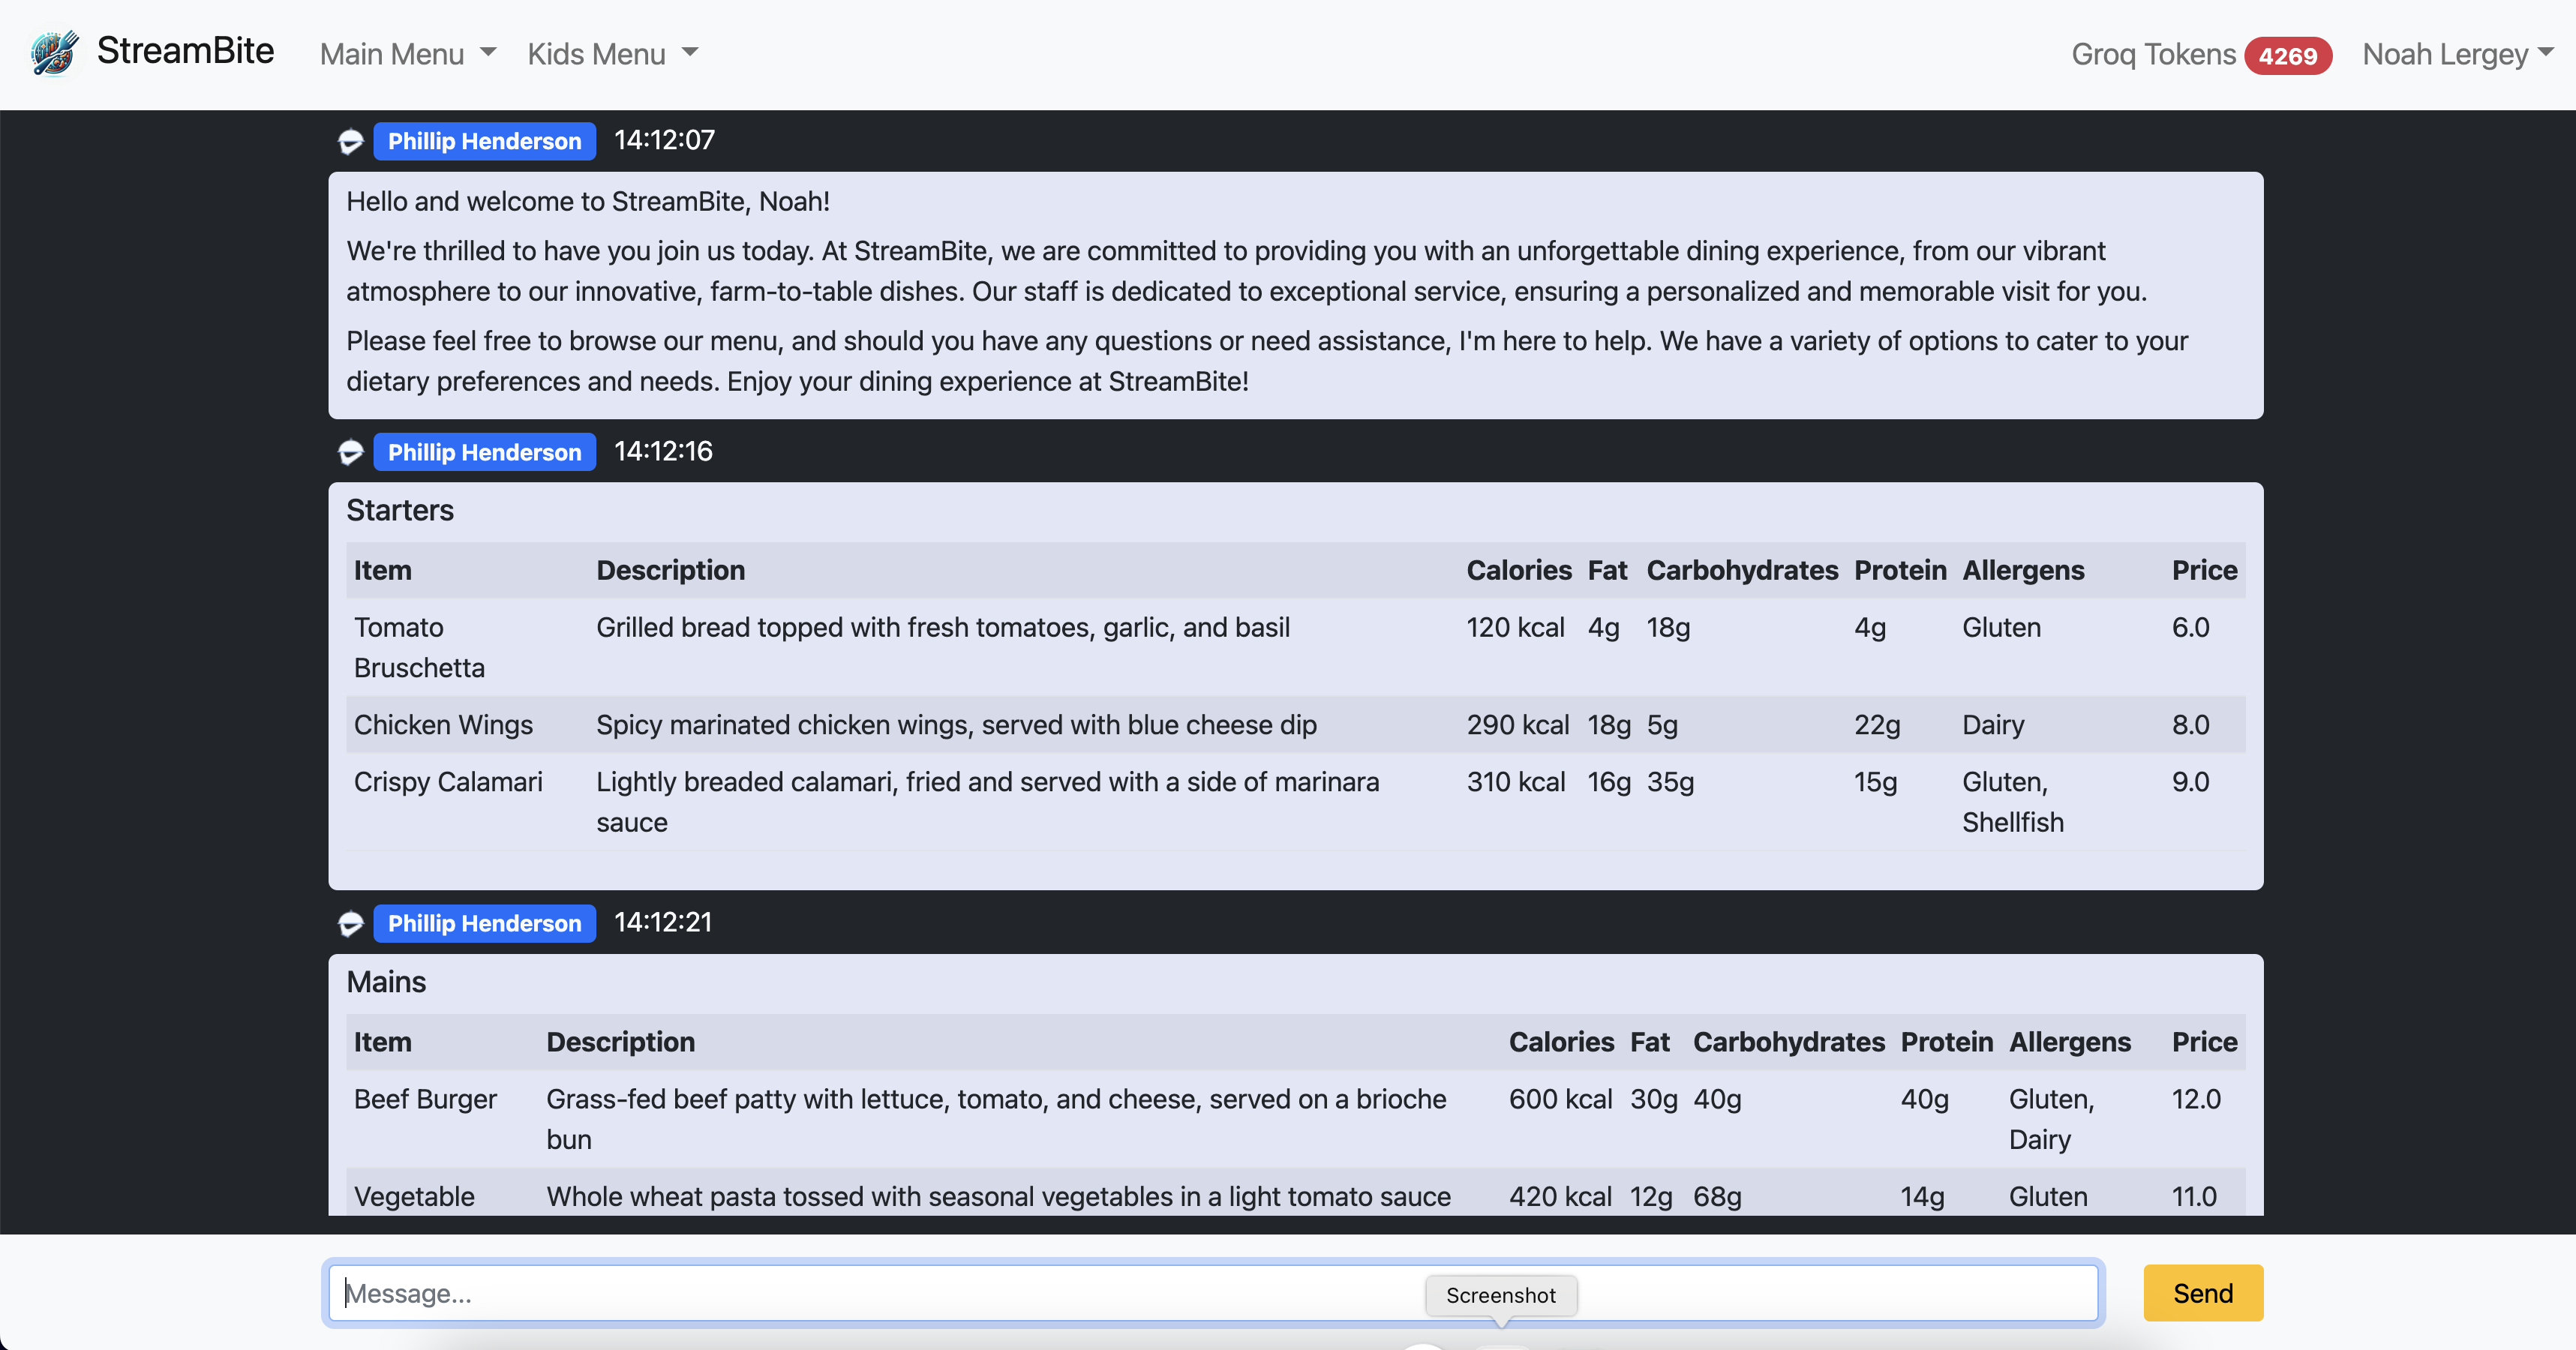 StreamBite Main Menu Kids Menu Groq Tokens 4269 Noah Lergey
Phillip Henderson 14:12:07
Hello and welcome to StreamBite, Noah!
We're thrilled to have you join us today. At StreamBite, we are committed to providing you with an unforgettable dining experience, from our vibrant
atmosphere to our innovative, farm-to-table dishes. Our staff is dedicated to exceptional service, ensuring a personalized and memorable visit for you.
Please feel free to browse our menu, and should you have any questions or need assistance, I'm here to help. We have a variety of options to cater to your
dietary preferences and needs. Enjoy your dining experience at StreamBite!
Phillip Henderson 14:12:16
Starters
Item Description Calories Fat Carbohydrates Protein Allergens Price
Tomato Grilled bread topped with fresh tomatoes, garlic, and basil 120 kcal 4g 18g 4g Gluten 6.0
Bruschetta
Chicken Wings Spicy marinated chicken wings, served with blue cheese dip 290 kcal 18g 5g 22g Dairy 8.0
Crispy Calamari Lightly breaded calamari, fried and served with a side of marinara 310 kcal 16g 35g 15g Gluten, 9.0
sauce Shellfish
Phillip Henderson 14:12:21
Mains
Item Description Calories Fat Carbohydrates Protein Allergens Price
Beef Burger Grass-fed beef patty with lettuce, tomato, and cheese, served on a brioche 600 kcal 30g 40g 40g Gluten, 12.0
bun Dairy
Vegetable Whole wheat pasta tossed with seasonal vegetables in a light tomato sauce 420 kcal 12g 68g 14g Gluten 11.0
Message... Send
Screenshot